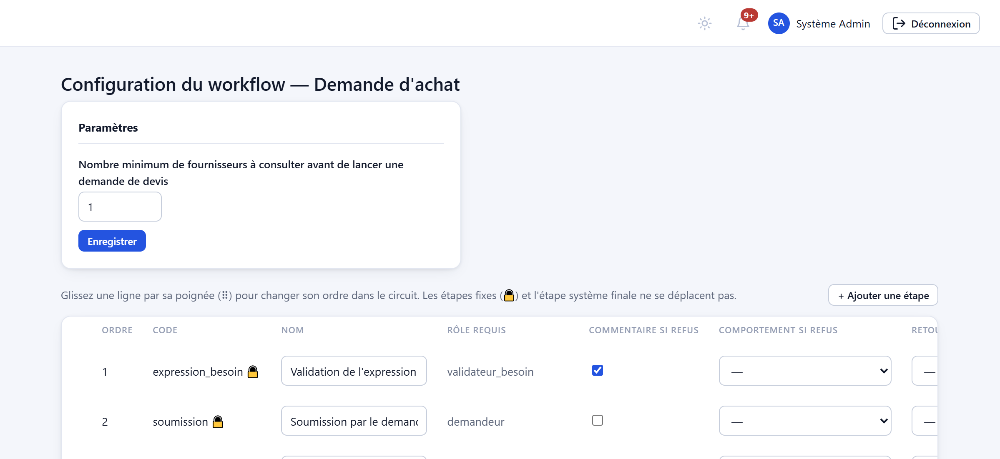 9+
SA
Système Admin
Déconnexion
Configuration du workflow — Demande d'achat
Paramètres
Nombre minimum de fournisseurs à consulter avant de lancer une
demande de devis
1
Enregistrer
Glissez une ligne par sa poignée (⠿) pour changer son ordre dans le circuit. Les étapes fixes (🔒) et l'étape système finale ne se déplacent pas.
+ Ajouter une étape
ORDRE CODE NOM RÔLE REQUIS COMMENTAIRE SI REFUS COMPORTEMENT SI REFUS RETOU
1 expression_besoin 🔒 Validation de l'expression validateur_besoin — —
2 soumission 🔒 Soumission par le demand demandeur — —